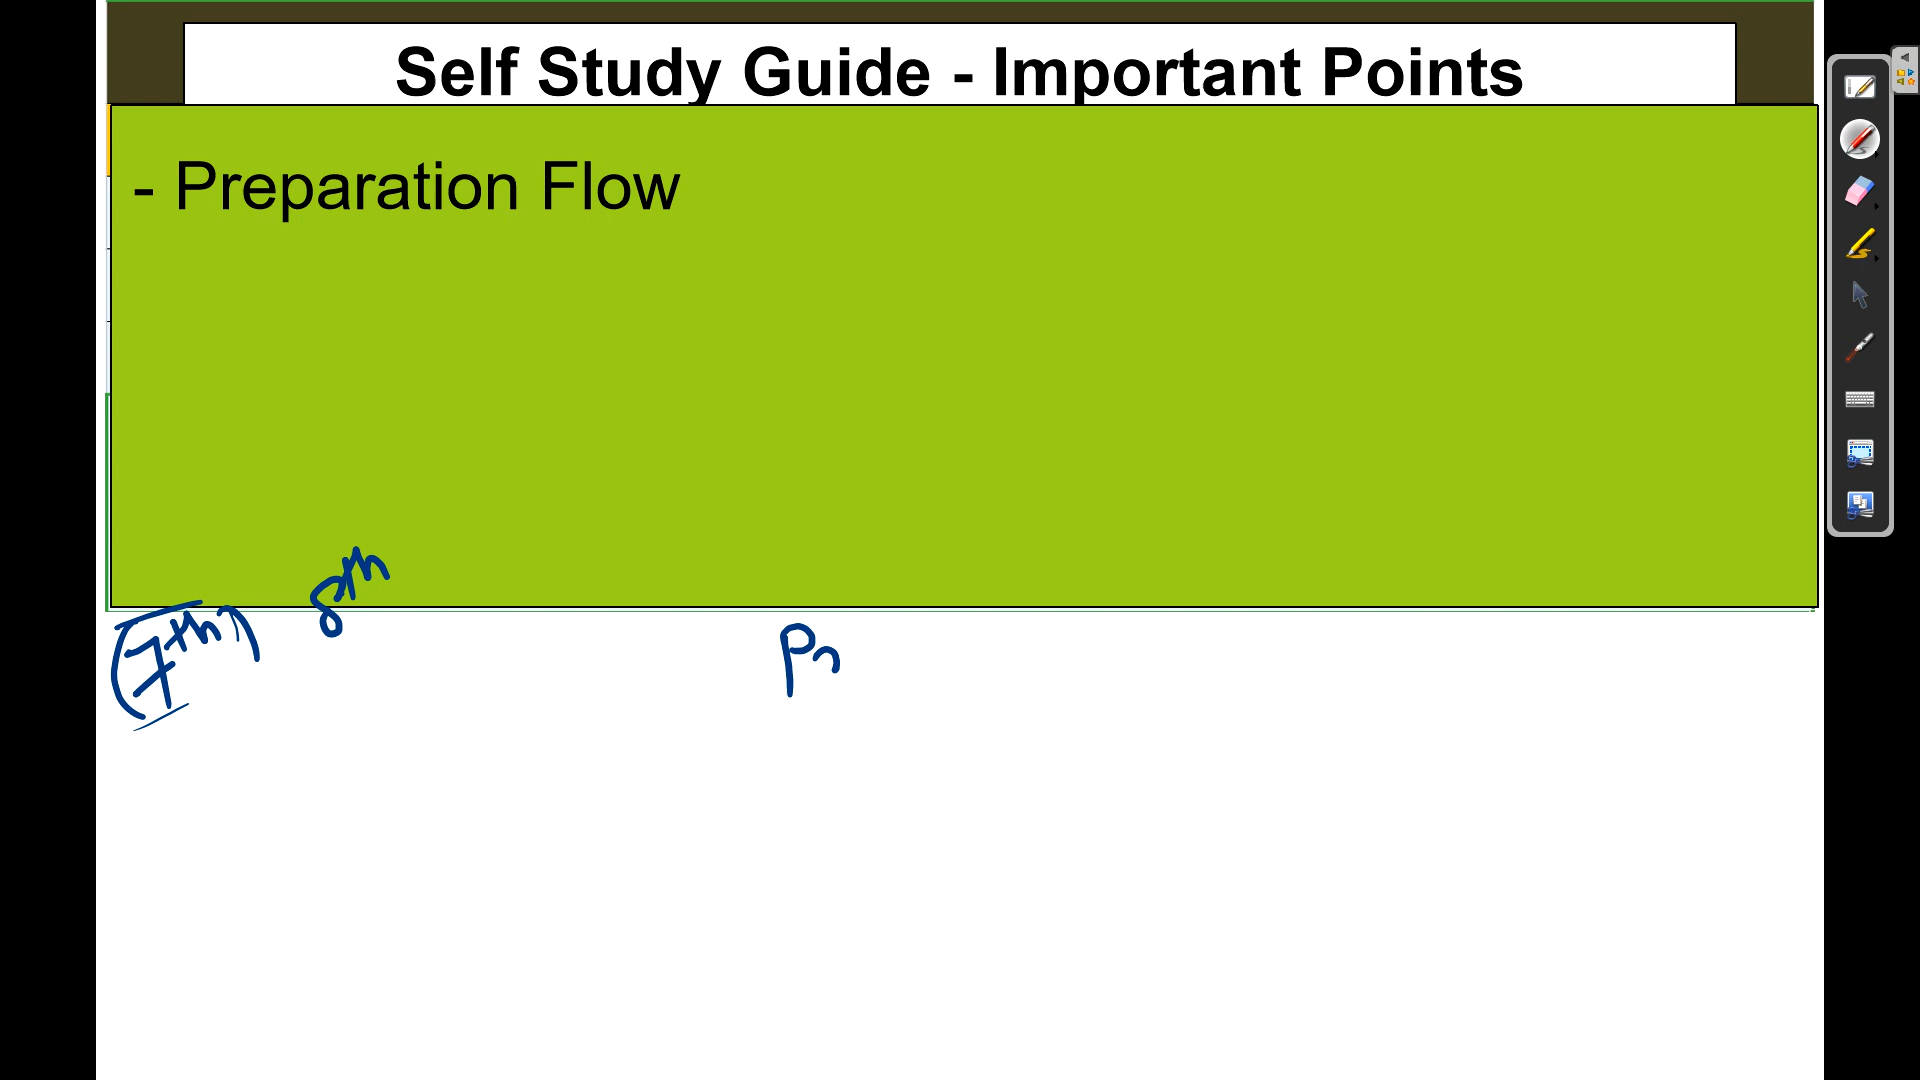 Self Study Guide - Important Points
- Preparation Flow
8th
7th